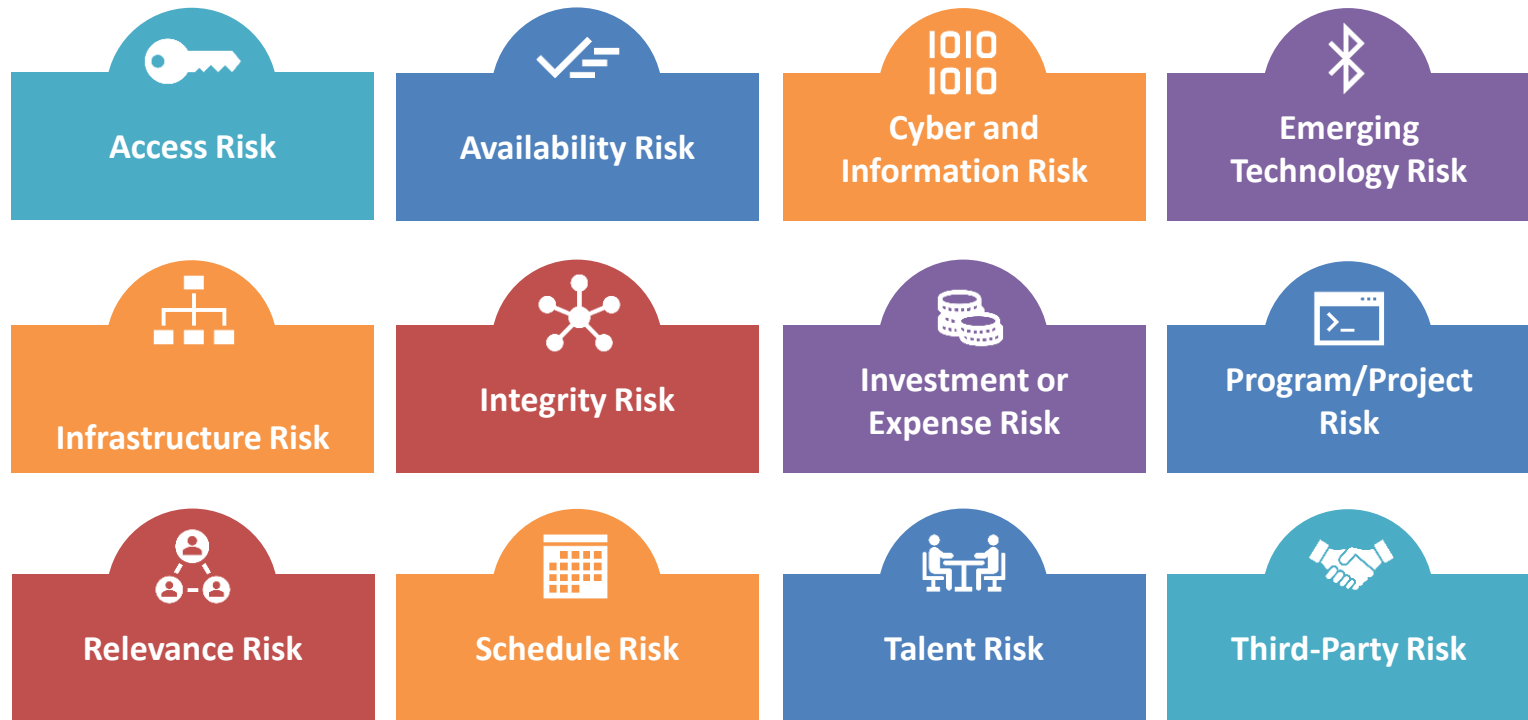 Access Risk
Availability Risk
1010
1010
Cyber and
Information Risk
Emerging
Technology Risk
Infrastructure Risk
Integrity Risk
Investment or
Expense Risk
>_
Program/Project
Risk
Relevance Risk
Schedule Risk
Talent Risk
Third-Party Risk